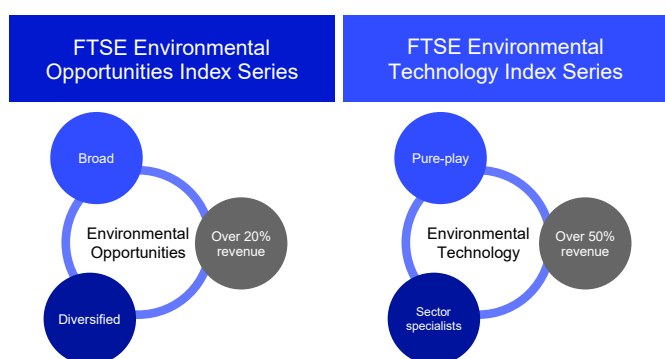 FTSE Environmental
Opportunities Index Series
FTSE Environmental
Technology Index Series
Broad
Environmental
Opportunities
Over 20%
revenue
Diversified
Pure-play
Environmental
Technology
Over 50%
revenue
Sector
specialists